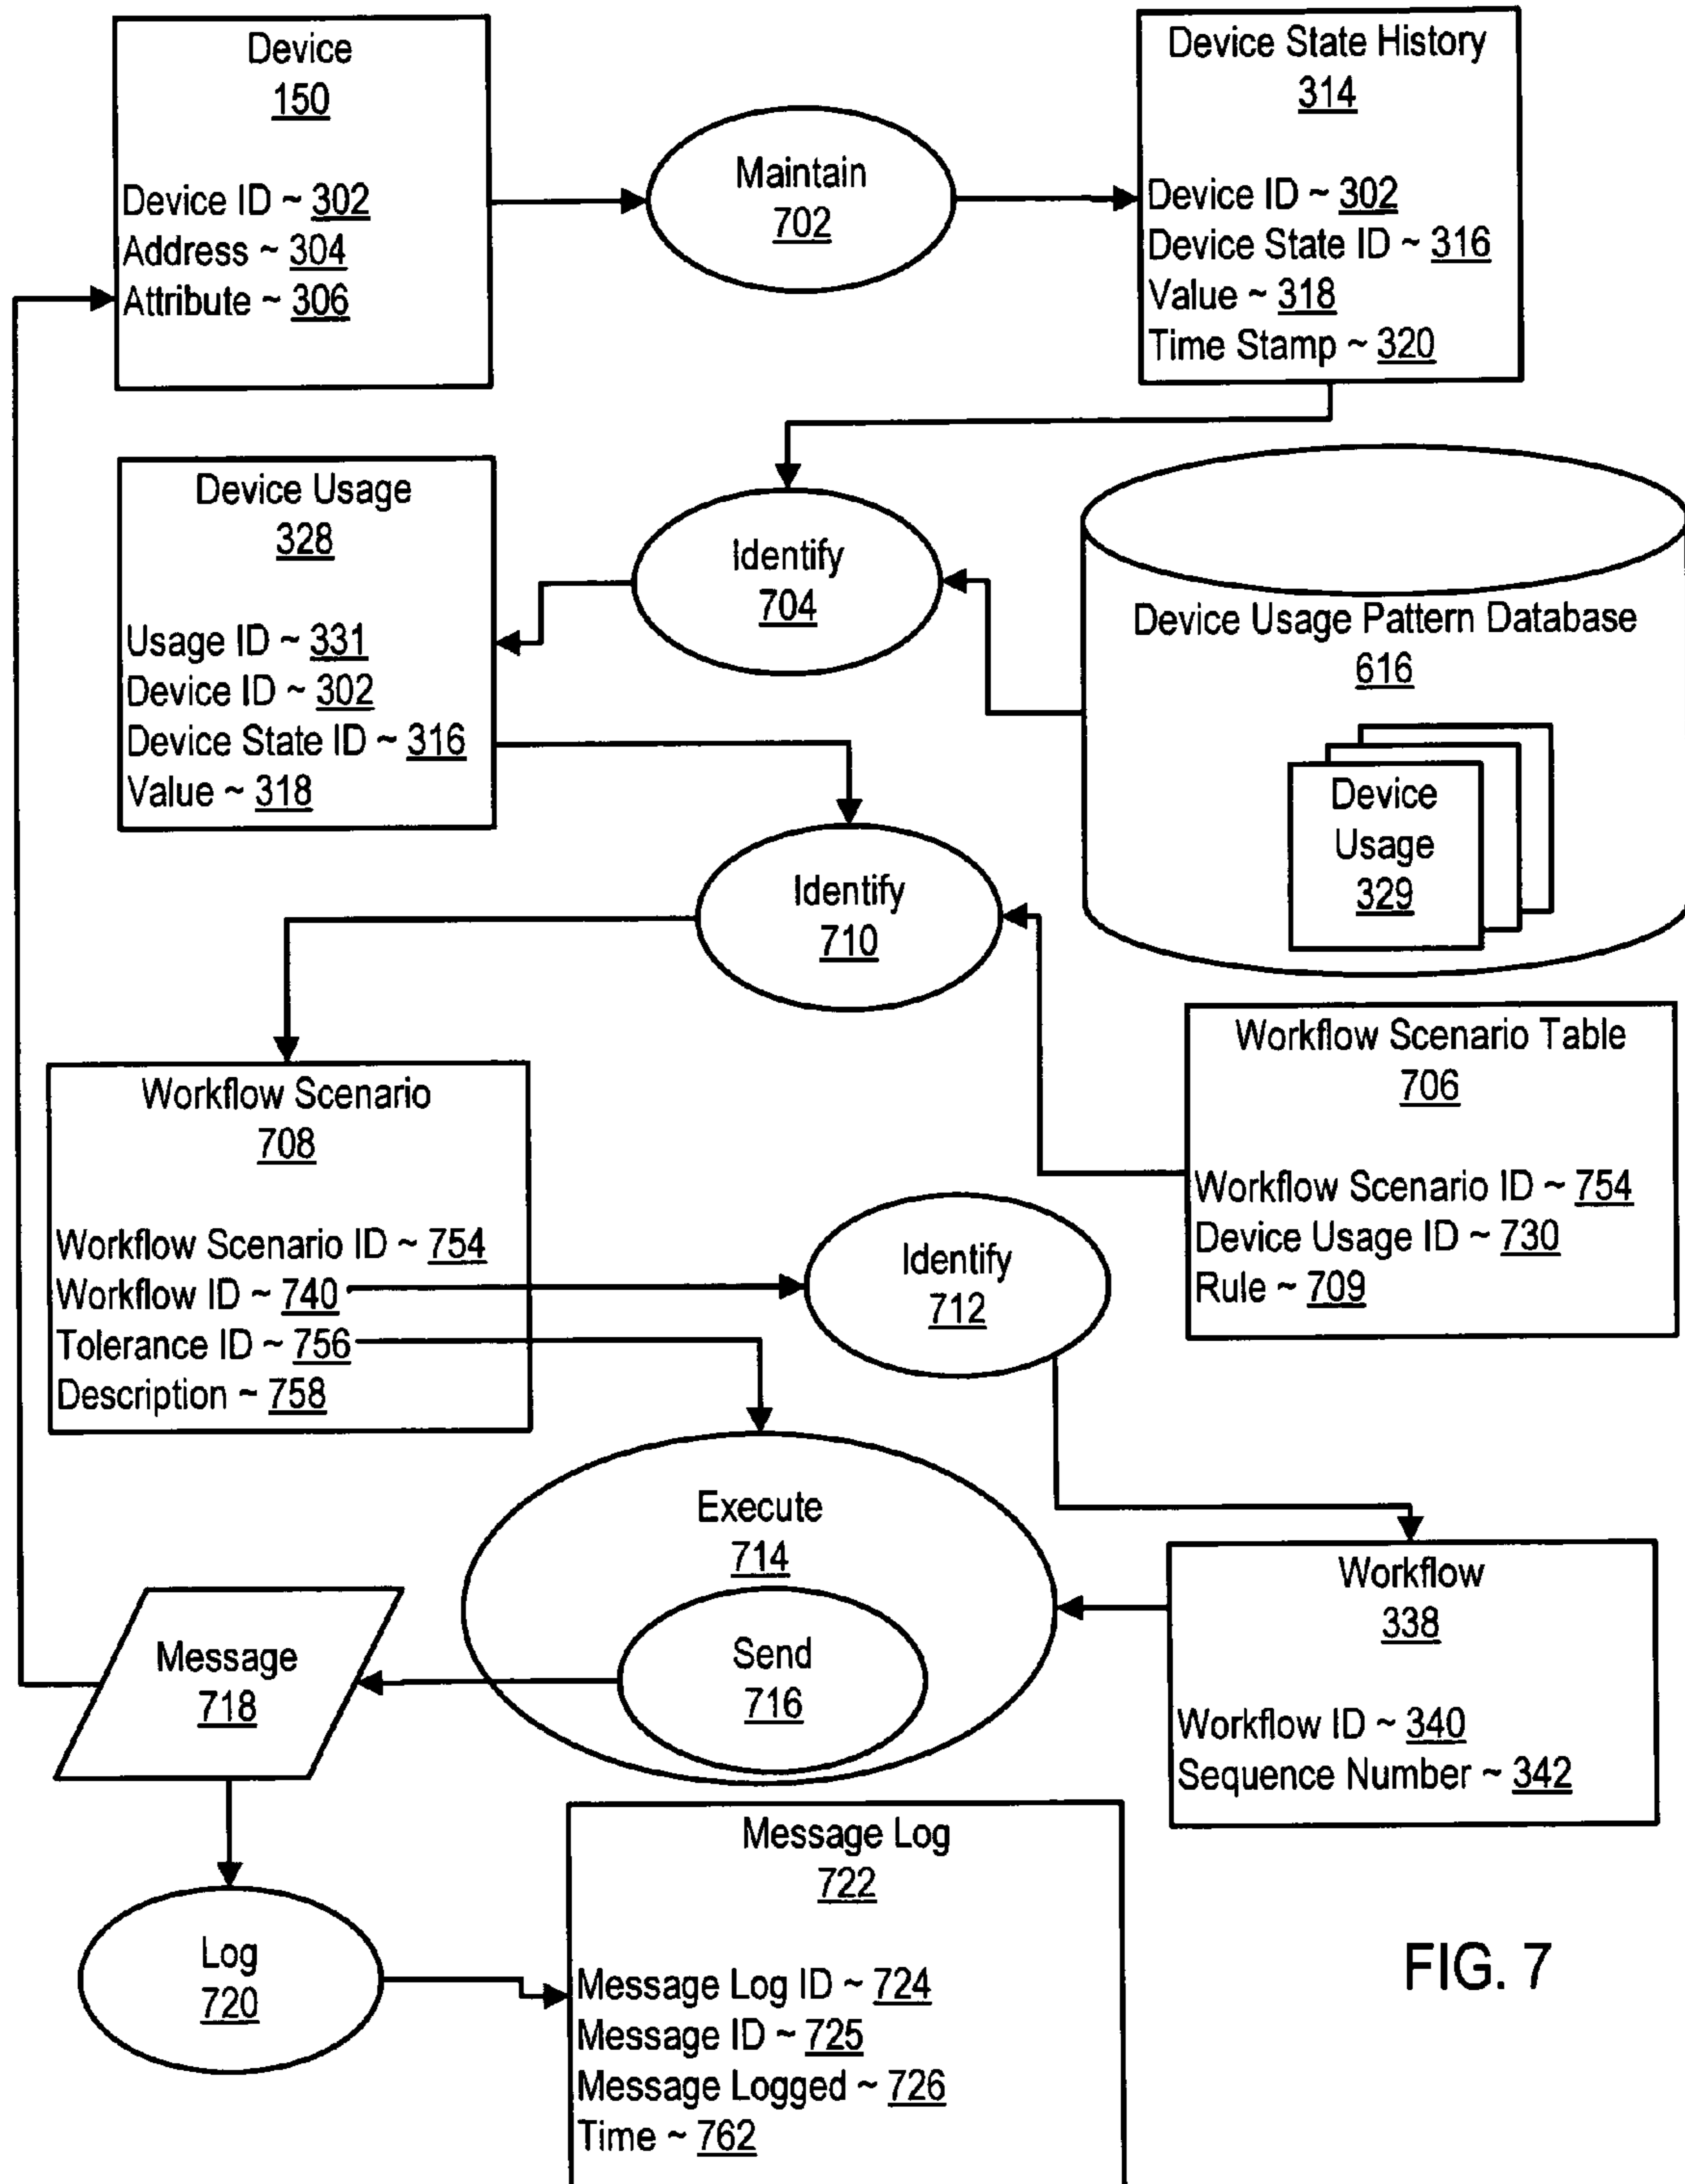 Device
150
Device ID ~ 302
Address ~ 304
Attribute ~ 306
Maintain
702
Device State History
314
Device ID ~ 302
Device State ID ~ 316
Value ~ 318
Time Stamp ~ 320
Device Usage
328
Usage ID ~ 331
Device ID ~ 302
Device State ID ~ 316
Value ~ 318
Identify
704
Device Usage Pattern Database
616
Device
Usage
329
Identify
710
Workflow Scenario Table
706
Workflow Scenario ID ~ 754
Device Usage ID ~ 730
Rule ~ 709
Workflow Scenario
708
Workflow Scenario ID ~ 754
Workflow ID ~ 740
Tolerance ID ~ 756
Description ~ 758
Identify
712
Execute
714
Send
716
Workflow
338
Workflow ID ~ 340
Sequence Number ~ 342
Message
718
Log
720
Message Log
722
Message Log ID ~ 724
Message ID ~ 725
Message Logged ~ 726
Time ~ 762
FIG. 7